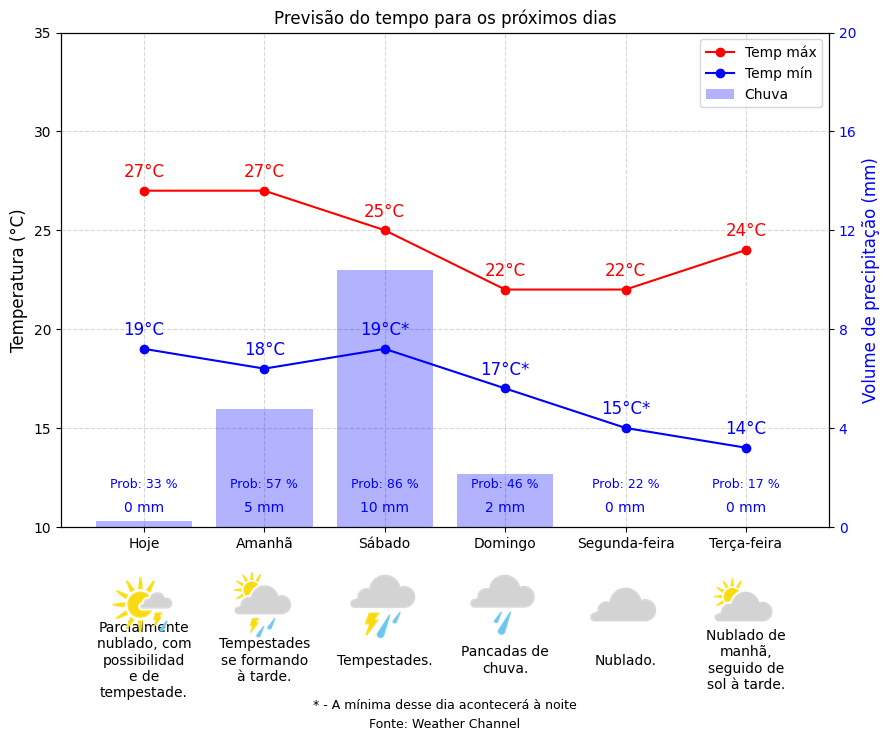 Previsão do tempo para os próximos dias
35
30
25
20
15
10
Temperatura (°C)
20
16
12
8
4
0
Volume de precipitação (mm)
Temp máx
Temp mín
Chuva
27°C
27°C
25°C
22°C
22°C
24°C
19°C
18°C
19°C*
17°C*
15°C*
14°C
Prob: 33 %
Prob: 57 %
Prob: 86 %
Prob: 46 %
Prob: 22 %
Prob: 17 %
0 mm
5 mm
10 mm
2 mm
0 mm
0 mm
Hoje
Amanhã
Sábado
Domingo
Segunda-feira
Terça-feira
Parcialmente
nublado, com
possibilidad
e de
tempestade.
Tempestades
se formando
à tarde.
Tempestades.
Pancadas de
chuva.
Nublado.
Nublado de
manhã,
seguido de
sol à tarde.
* - A mínima desse dia acontecerá à noite
Fonte: Weather Channel